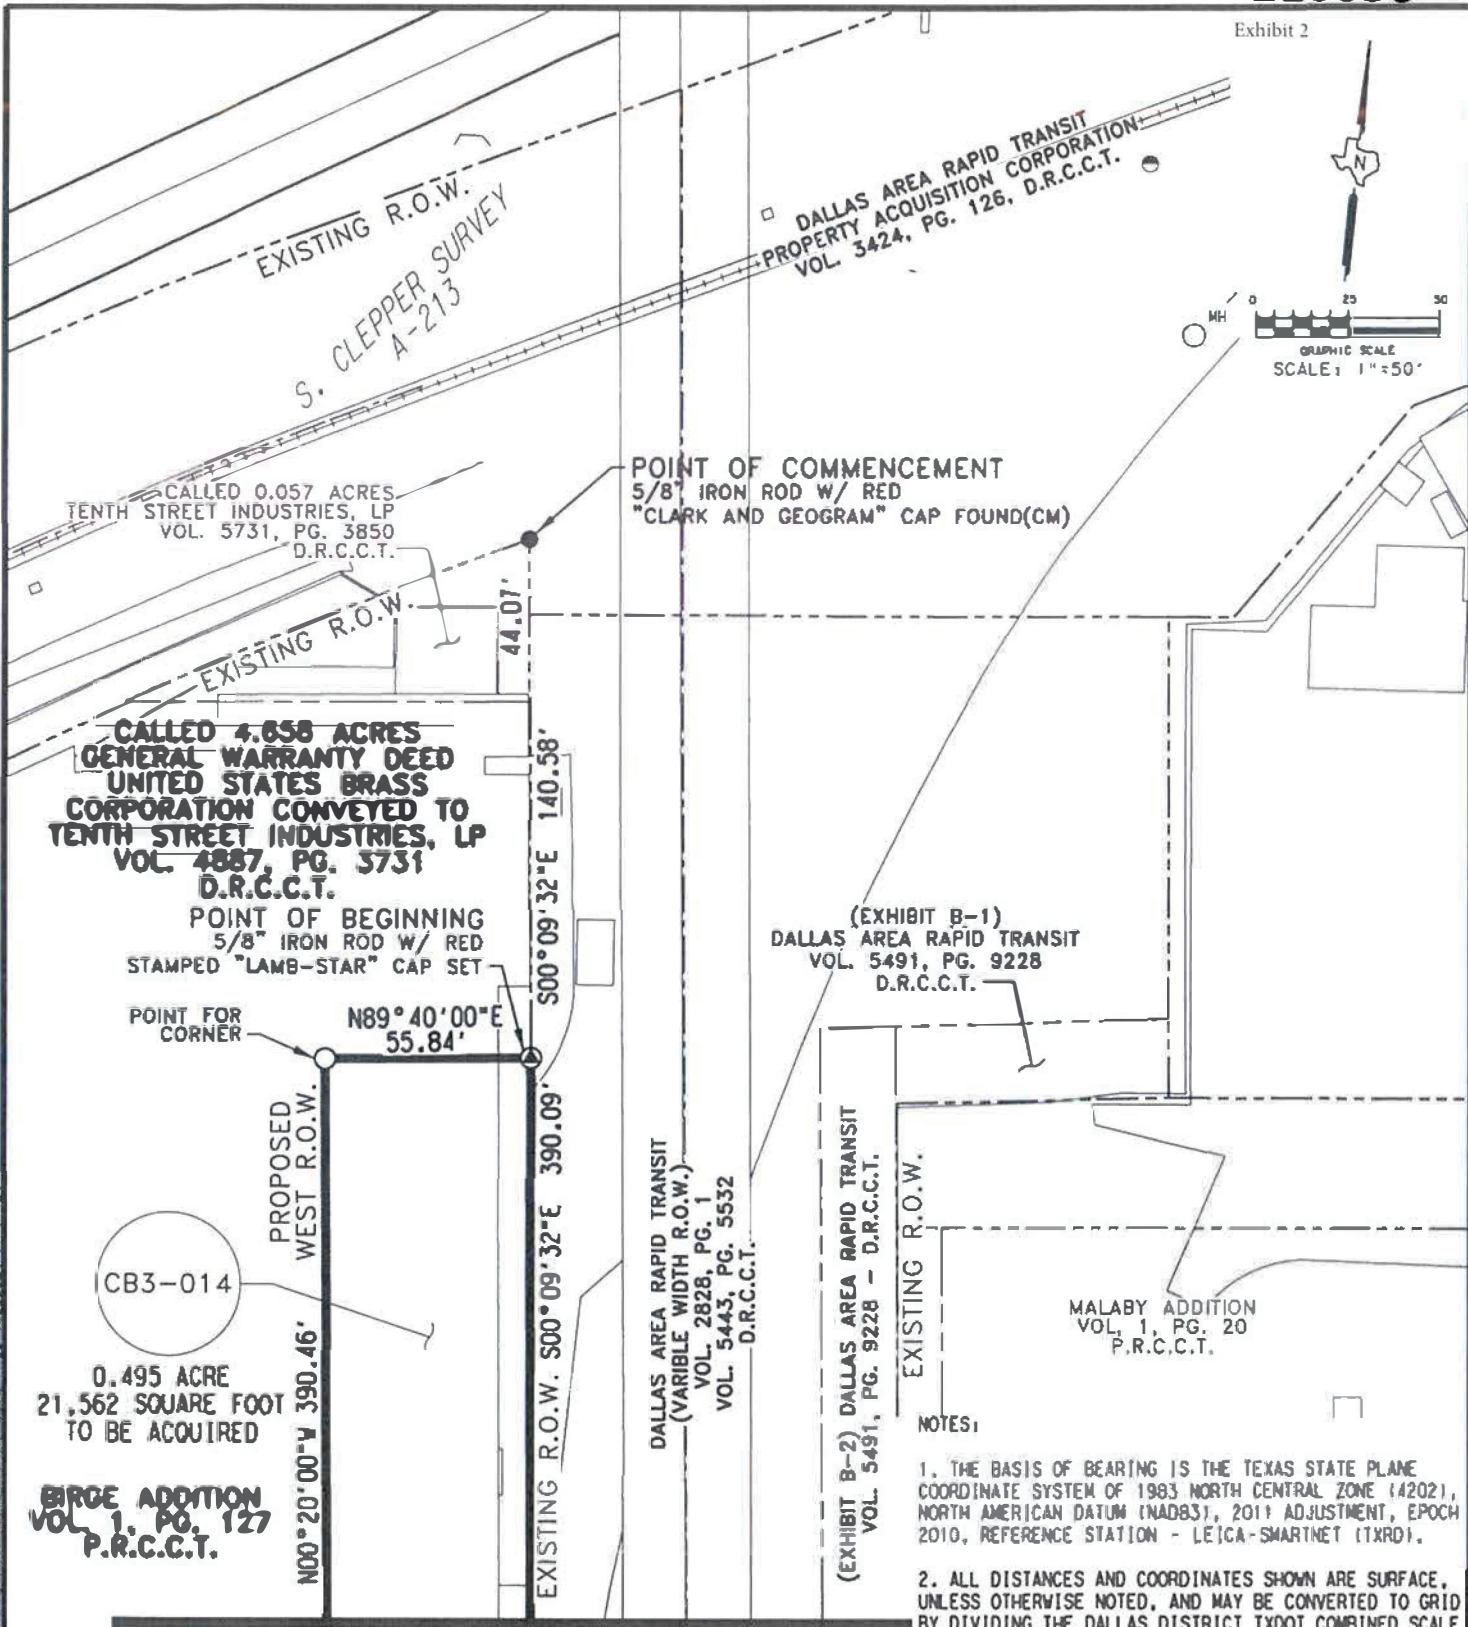 Exhibit 2
N
0 25 50
GRAPHIC SCALE
SCALE: 1"=50'
MH
DALLAS AREA RAPID TRANSIT
PROPERTY ACQUISITION CORPORATION
VOL. 3424, PG. 126, D.R.C.C.T.
EXISTING R.O.W.
S. CLEPPER SURVEY
A-213
POINT OF COMMENCEMENT
5/8" IRON ROD W/ RED
"CLARK AND GEOGRAM" CAP FOUND(CM)
CALLED 0.057 ACRES
TENTH STREET INDUSTRIES, LP
VOL. 5731, PG. 3850
D.R.C.C.T.
EXISTING R.O.W.
44.07'
CALLED 4.658 ACRES
GENERAL WARRANTY DEED
UNITED STATES BRASS
CORPORATION CONVEYED TO
TENTH STREET INDUSTRIES, LP
VOL. 4887, PG. 3731
D.R.C.C.T.
S00°09'32"E 140.58'
POINT OF BEGINNING
5/8" IRON ROD W/ RED
STAMPED "LAMB-STAR" CAP SET
(EXHIBIT B-1)
DALLAS AREA RAPID TRANSIT
VOL. 5491, PG. 9228
D.R.C.C.T.
POINT FOR
CORNER
N89°40'00"E
55.84'
PROPOSED
WEST R.O.W.
N00°20'00"W 390.46'
EXISTING R.O.W. S00°09'32"E 390.09'
DALLAS AREA RAPID TRANSIT
(VARIBLE WIDTH R.O.W.)
VOL. 2828, PG. 1
VOL. 5443, PG. 5532
D.R.C.C.T.
(EXHIBIT B-2) DALLAS AREA RAPID TRANSIT
VOL. 5491, PG. 9228 - D.R.C.C.T.
EXISTING R.O.W.
CB3-014
0.495 ACRE
21,562 SQUARE FOOT
TO BE ACQUIRED
BIRGE ADDITION
VOL. 1, PG. 127
P.R.C.C.T.
MALABY ADDITION
VOL, 1, PG. 20
P.R.C.C.T.
NOTES:
1. THE BASIS OF BEARING IS THE TEXAS STATE PLANE
COORDINATE SYSTEM OF 1983 NORTH CENTRAL ZONE (4202),
NORTH AMERICAN DATUM (NAD83), 2011 ADJUSTMENT, EPOCH
2010, REFERENCE STATION - LEICA-SMARTNET (TXRD).
2. ALL DISTANCES AND COORDINATES SHOWN ARE SURFACE,
UNLESS OTHERWISE NOTED, AND MAY BE CONVERTED TO GRID
BY DIVIDING THE DALLAS DISTRICT TXDOT COMBINED SCALE